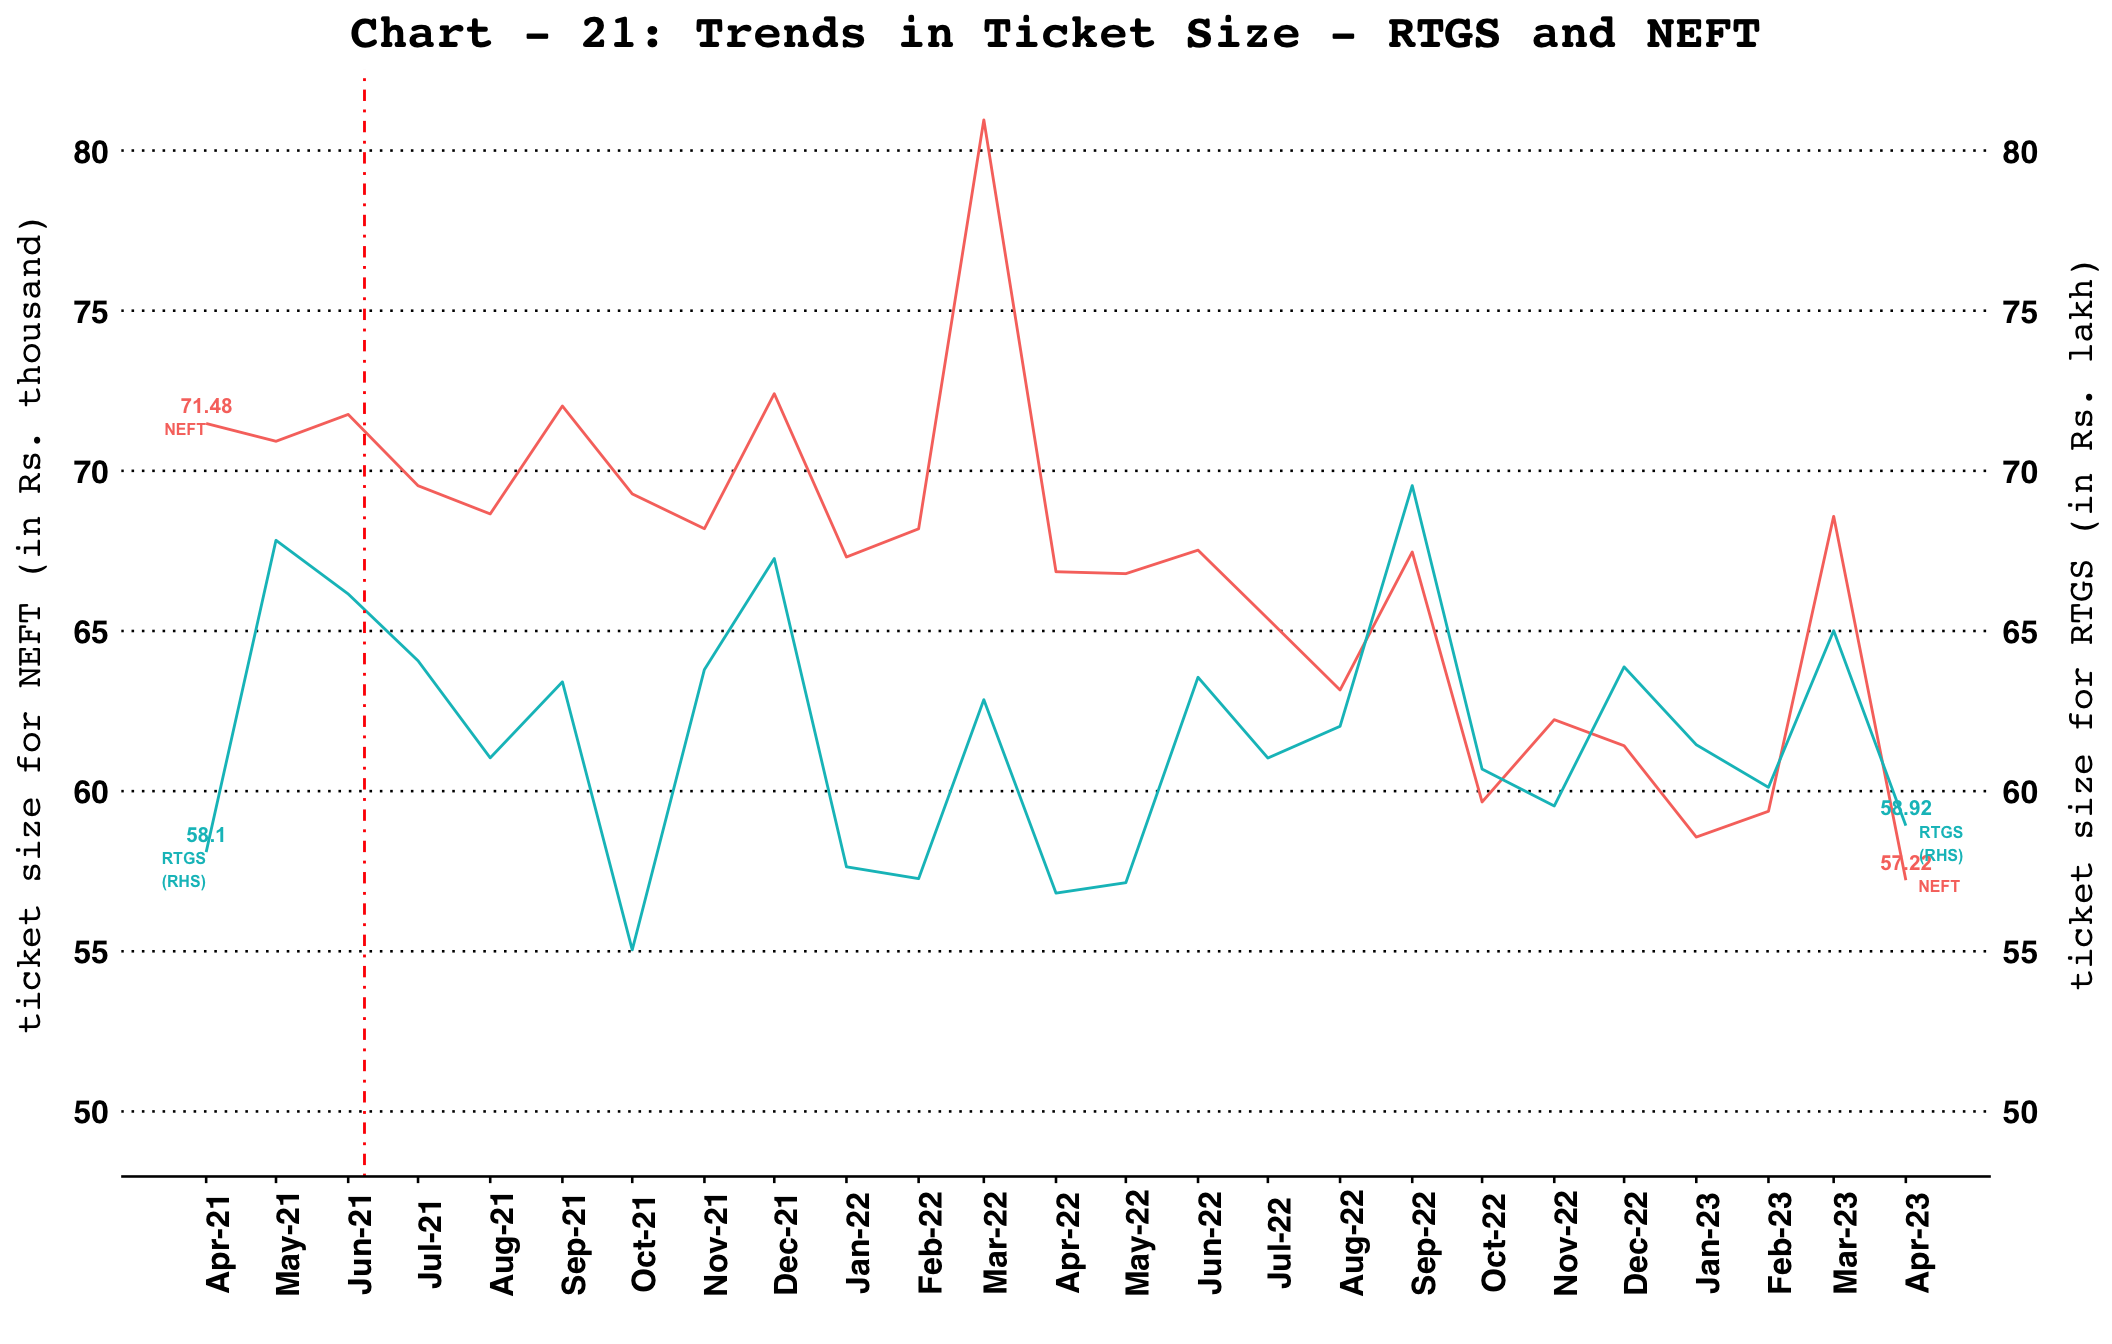 Chart – 21: Trends in Ticket Size – RTGS and NEFT
ticket size for NEFT (in Rs. thousand)
80
75
70
65
60
55
50
71.48
NEFT
58.1
RTGS
(RHS)
58.92
RTGS
(RHS)
57.22
NEFT
80
75
70
65
60
55
50
ticket size for RTGS (in Rs. lakh)
Apr-21
May-21
Jun-21
Jul-21
Aug-21
Sep-21
Oct-21
Nov-21
Dec-21
Jan-22
Feb-22
Mar-22
Apr-22
May-22
Jun-22
Jul-22
Aug-22
Sep-22
Oct-22
Nov-22
Dec-22
Jan-23
Feb-23
Mar-23
Apr-23